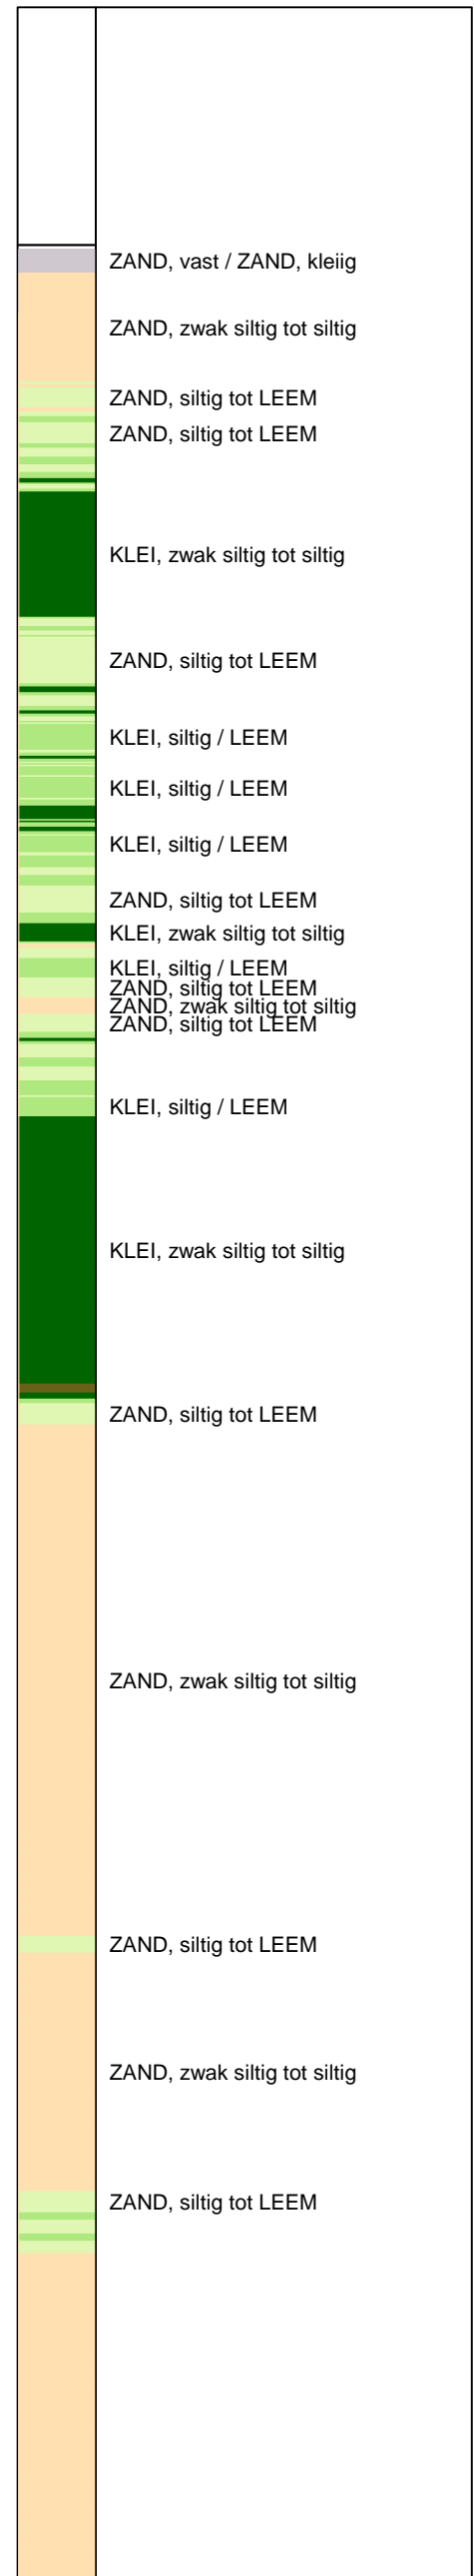 ZAND, vast / ZAND, kleiig
ZAND, zwak siltig tot siltig
ZAND, siltig tot LEEM
ZAND, siltig tot LEEM
KLEI, zwak siltig tot siltig
ZAND, siltig tot LEEM
KLEI, siltig / LEEM
KLEI, siltig / LEEM
KLEI, siltig / LEEM
ZAND, siltig tot LEEM
KLEI, zwak siltig tot siltig
KLEI, siltig / LEEM
ZAND, siltig tot LEEM
ZAND, zwak siltig tot siltig
ZAND, siltig tot LEEM
KLEI, siltig / LEEM
KLEI, zwak siltig tot siltig
ZAND, siltig tot LEEM
ZAND, zwak siltig tot siltig
ZAND, siltig tot LEEM
ZAND, zwak siltig tot siltig
ZAND, siltig tot LEEM